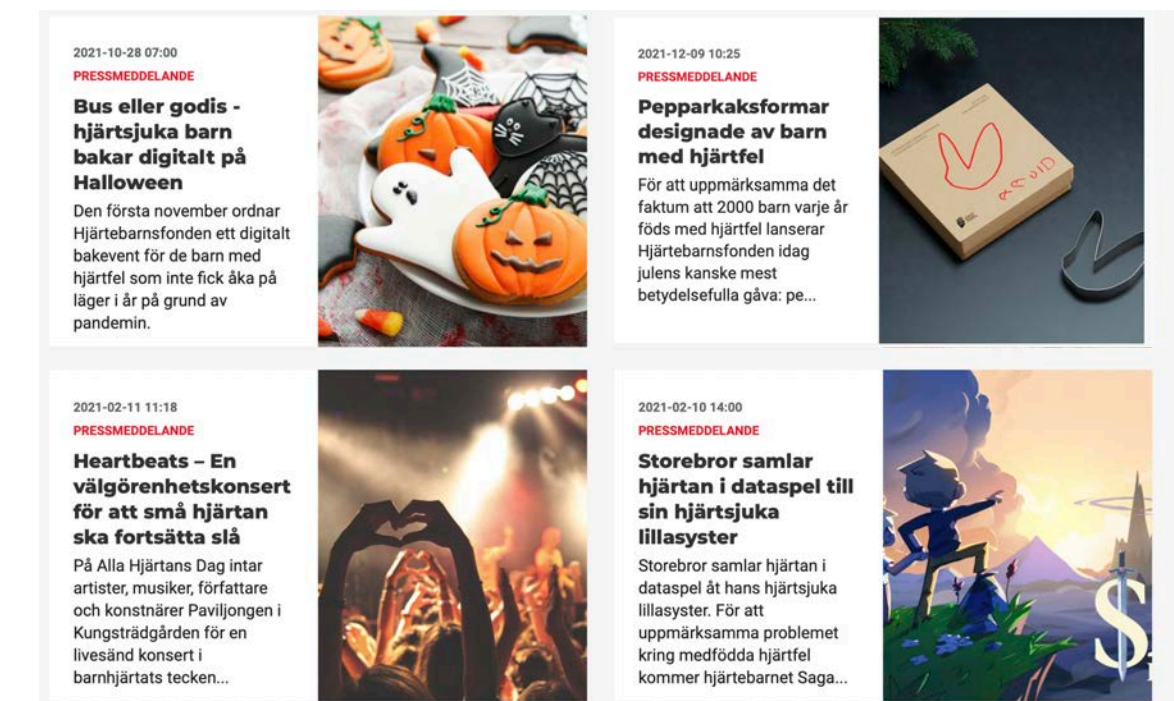 2021-10-28 07:00
PRESSMEDDELANDE
Bus eller godis -
hjärtsjuka barn
bakar digitalt på
Halloween
Den första november ordnar
Hjärtebarnsfonden ett digitalt
bakevent för de barn med
hjärtfel som inte fick åka på
läger i år på grund av
pandemin.
2021-12-09 10:25
PRESSMEDDELANDE
Pepparkaksformar
designade av barn
med hjärtfel
För att uppmärksamma det
faktum att 2000 barn varje år
föds med hjärtfel lanserar
Hjärtebarnsfonden idag
julens kanske mest
betydelsefulla gåva: pe...
2021-02-11 11:18
PRESSMEDDELANDE
Heartbeats – En
välgörenhetskonsert
för att små hjärtan
ska fortsätta slå
På Alla Hjärtans Dag intar
artister, musiker, författare
och konstnärer Paviljongen i
Kungsträdgården för en
livesänd konsert i
barnhjärtats tecken...
2021-02-10 14:00
PRESSMEDDELANDE
Storebror samlar
hjärtan i dataspel till
sin hjärtsjuka
lillasyster
Storebror samlar hjärtan i
dataspel åt hans hjärtsjuka
lillasyster. För att
uppmärksamma problemet
kring medfödda hjärtfel
kommer hjärtebarnet Saga...
S